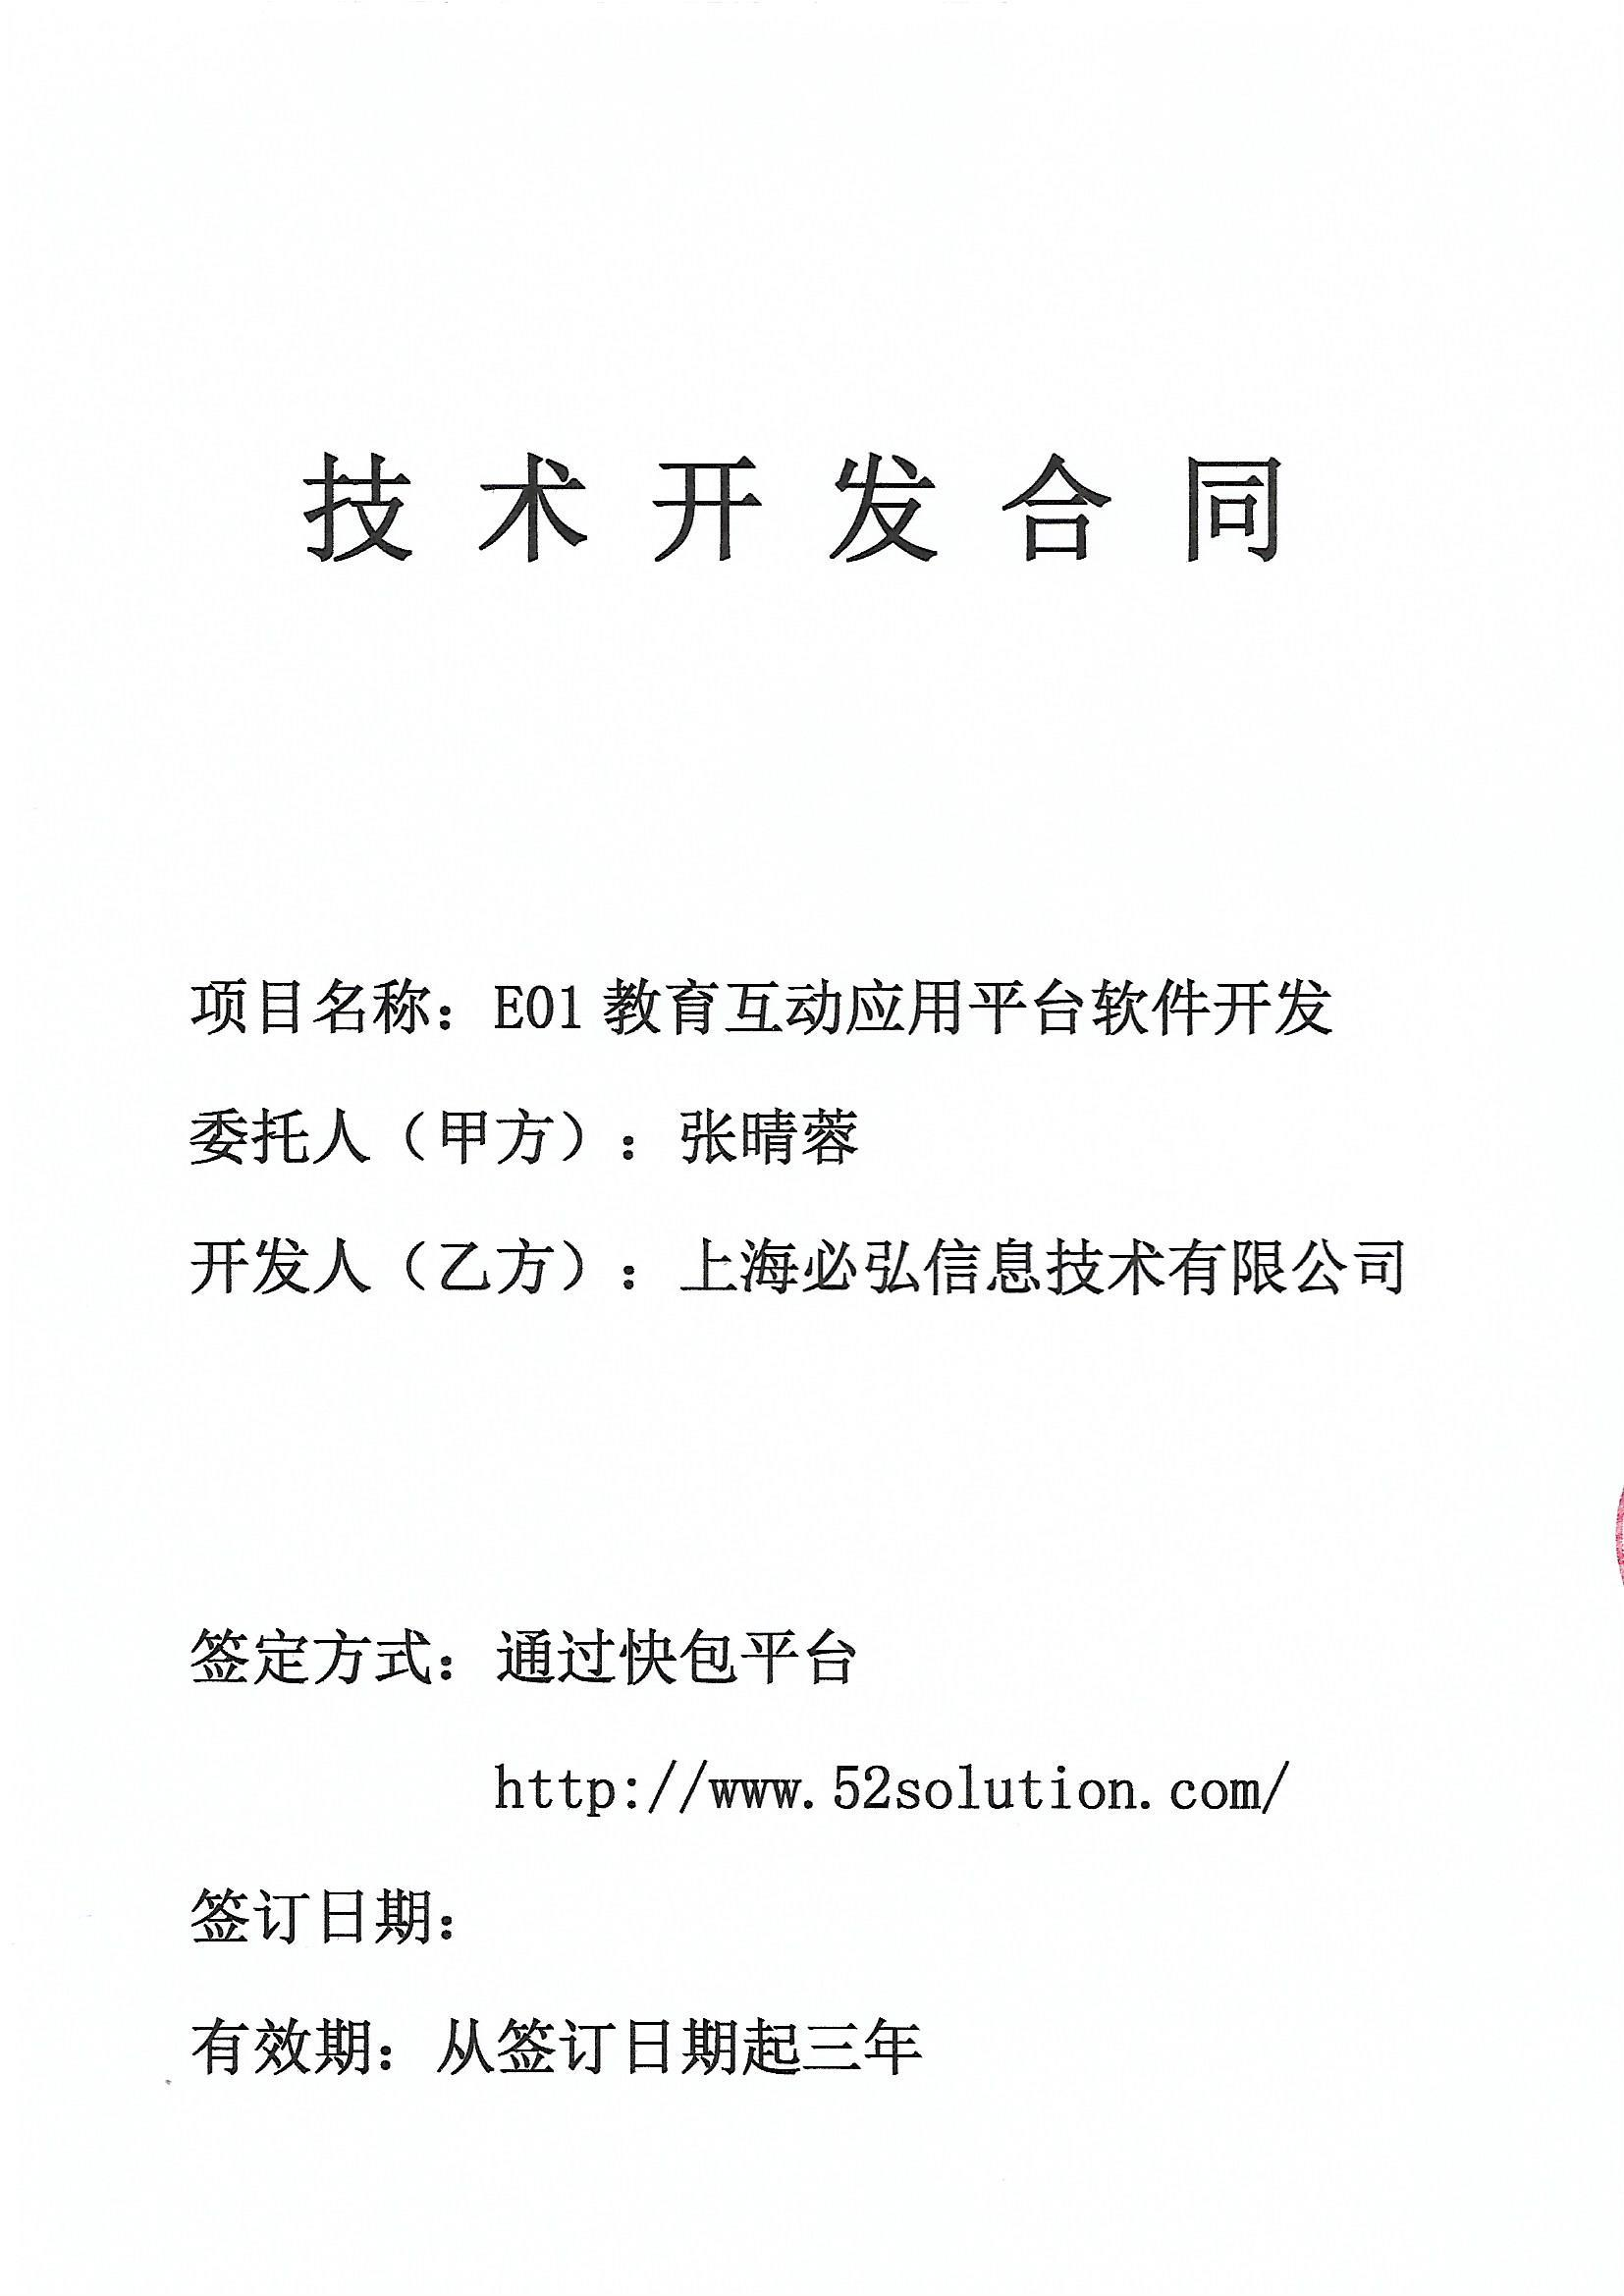 技术开发合同
项目名称：E01 教育互动应用平台软件开发
委托人（甲方）：张晴蓉
开发人（乙方）：上海必弘信息技术有限公司
签定方式：通过快包平台
http://www.52solution.com/
签订日期：
有效期：从签订日期起三年